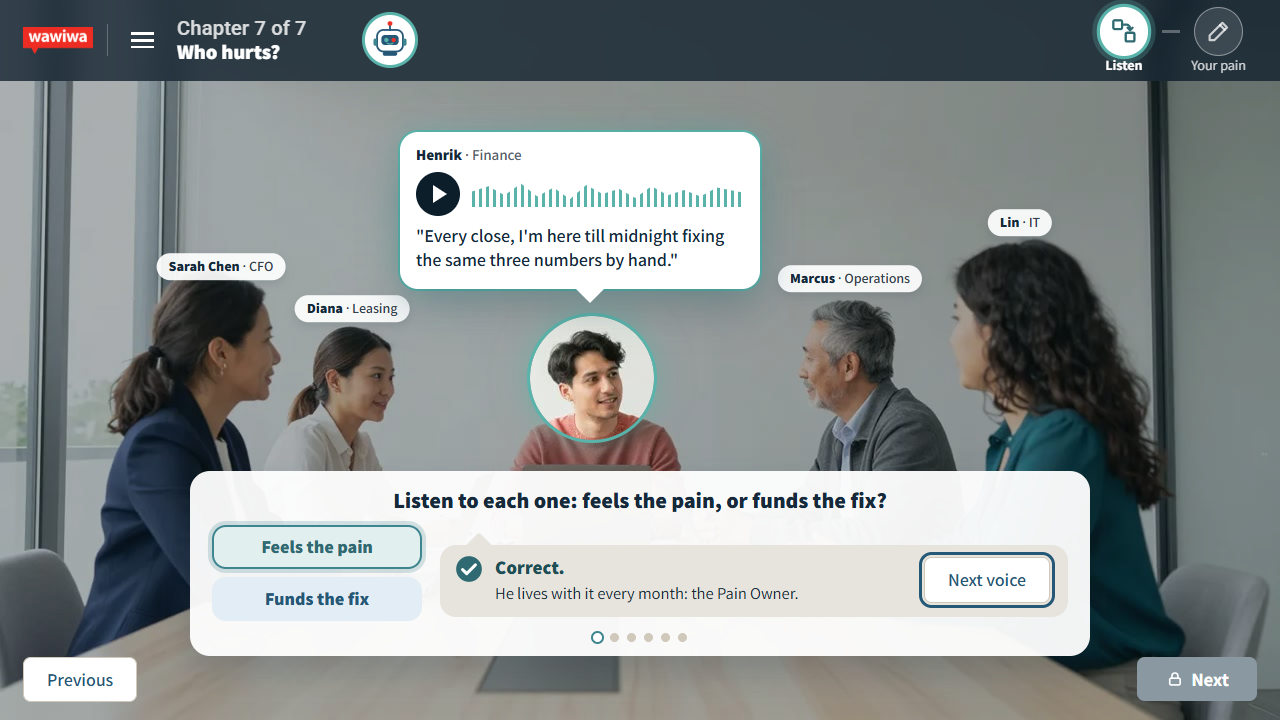 wawiwa
Chapter 7 of 7
Who hurts?
Listen
Your pain
Henrik · Finance
"Every close, I'm here till midnight fixing
the same three numbers by hand."
Lin · IT
Sarah Chen · CFO
Marcus · Operations
Diana · Leasing
Listen to each one: feels the pain, or funds the fix?
Feels the pain
Funds the fix
Correct.
He lives with it every month: the Pain Owner.
Next voice
Previous
Next